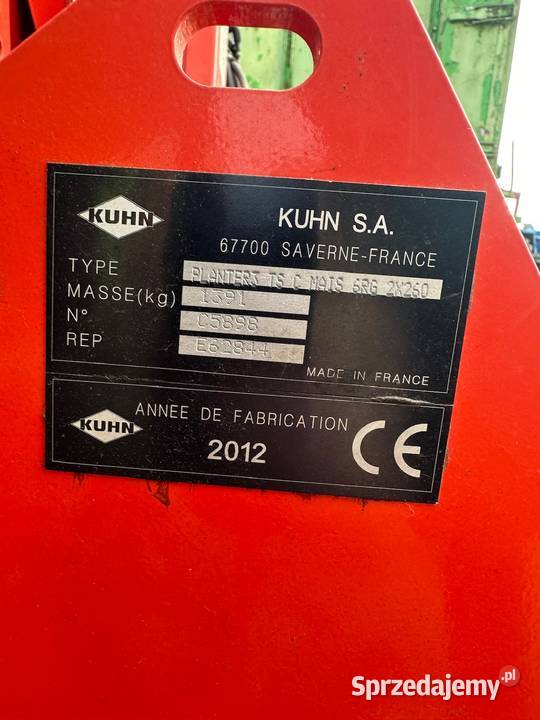 KUHN
KUHN S.A.
67700 SAVERNE-FRANCE
TYPE PLANTER3 TS C MAIS 6RG 2X260
MASSE(kg) 1391
N° C5898
REP E62844
MADE IN FRANCE
KUHN
ANNEE DE FABRICATION
2012
CE
Sprzedajemy.pl